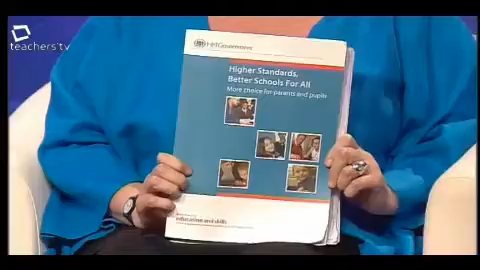 teachers'tv
HM Government
Higher Standards,
Better Schools For All
More choice for parents and pupils
education and skills